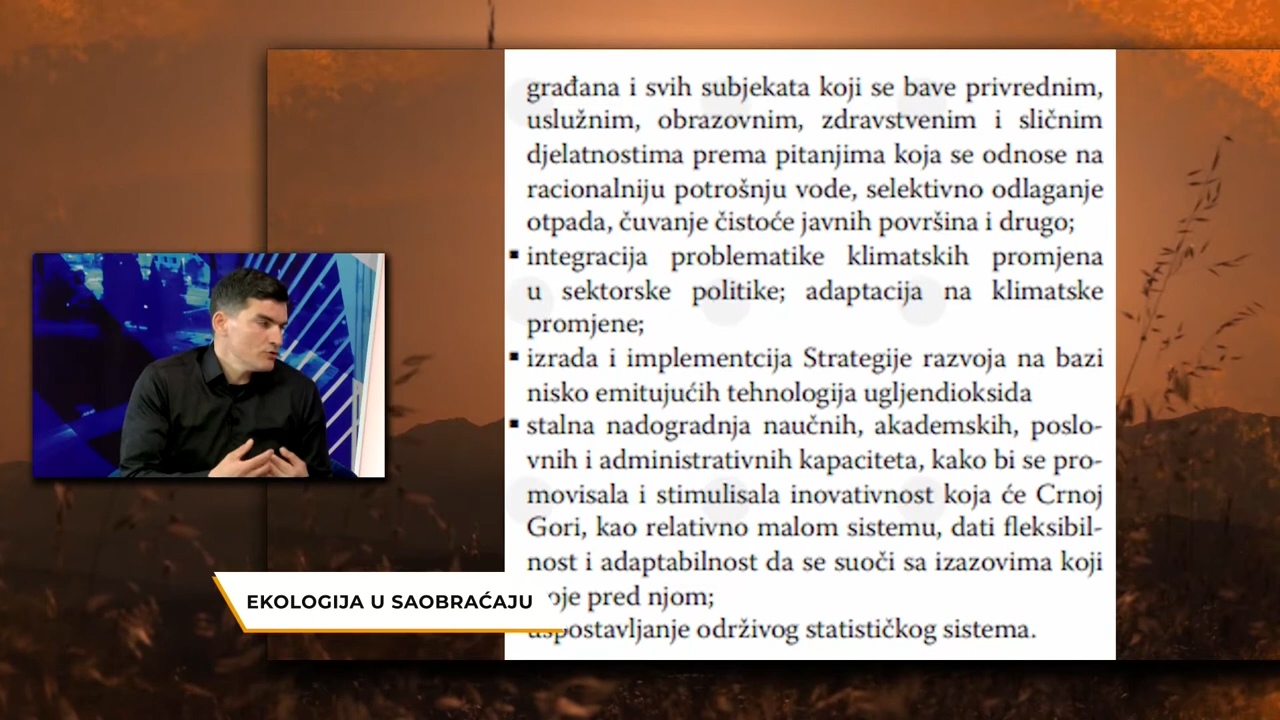 građana i svih subjekata koji se bave privrednim,
uslužnim, obrazovnim, zdravstvenim i sličnim
djelatnostima prema pitanjima koja se odnose na
racionalniju potrošnju vode, selektivno odlaganje
otpada, čuvanje čistoće javnih površina i drugo;
▪ integracija problematike klimatskih promjena
u sektorske politike; adaptacija na klimatske
promjene;
▪ izrada i implementcija Strategije razvoja na bazi
nisko emitujućih tehnologija ugljendioksida
▪ stalna nadogradnja naučnih, akademskih, poslo-
vnih i administrativnih kapaciteta, kako bi se pro-
movisala i stimulisala inovativnost koja će Crnoj
Gori, kao relativno malom sistemu, dati fleksibil-
nost i adaptabilnost da se suoči sa izazovima koji
pred njom;
uspostavljanje održivog statističkog sistema.
EKOLOGIJA U SAOBRAĆAJU